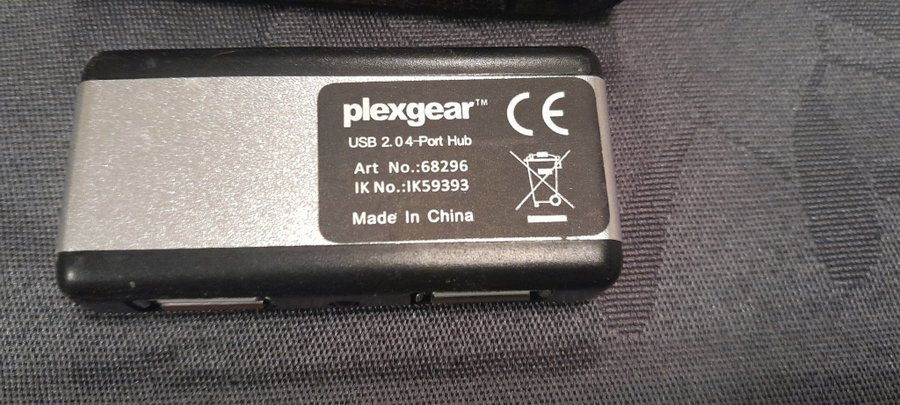 plexgear™ CE
USB 2.0 4-Port Hub
Art No.:68296
IK No.:IK59393
Made In China